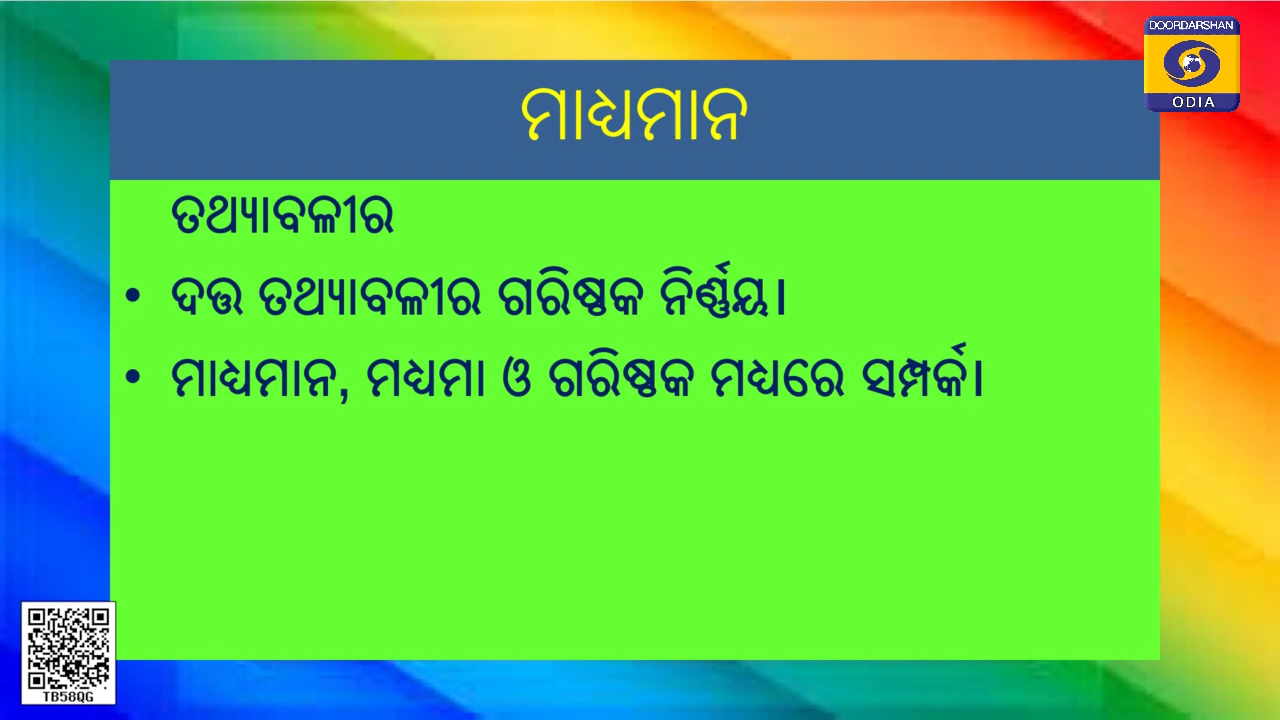 DOORDARSHAN
ODIA
ମାଧ୍ୟମାନ
ତଥ୍ୟାବଳୀର
• ଦତ୍ତ ତଥ୍ୟାବଳୀର ଗରିଷ୍ଠକ ନିର୍ଣ୍ଣୟ।
• ମାଧ୍ୟମାନ, ମଧ୍ୟମା ଓ ଗରିଷ୍ଠକ ମଧ୍ୟରେ ସମ୍ପର୍କ।
TB58QG